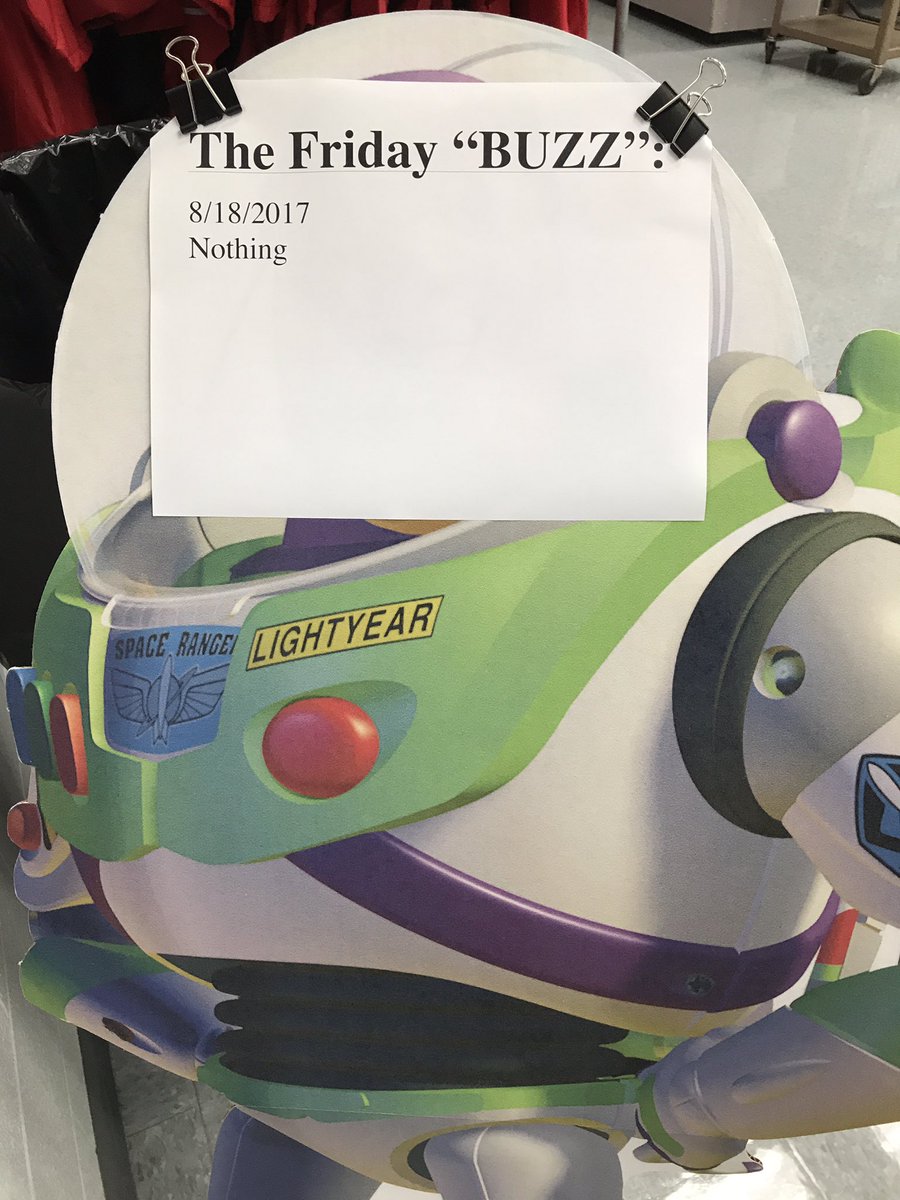 The Friday “BUZZ”:
8/18/2017
Nothing
LIGHTYEAR
SPACE RANGER